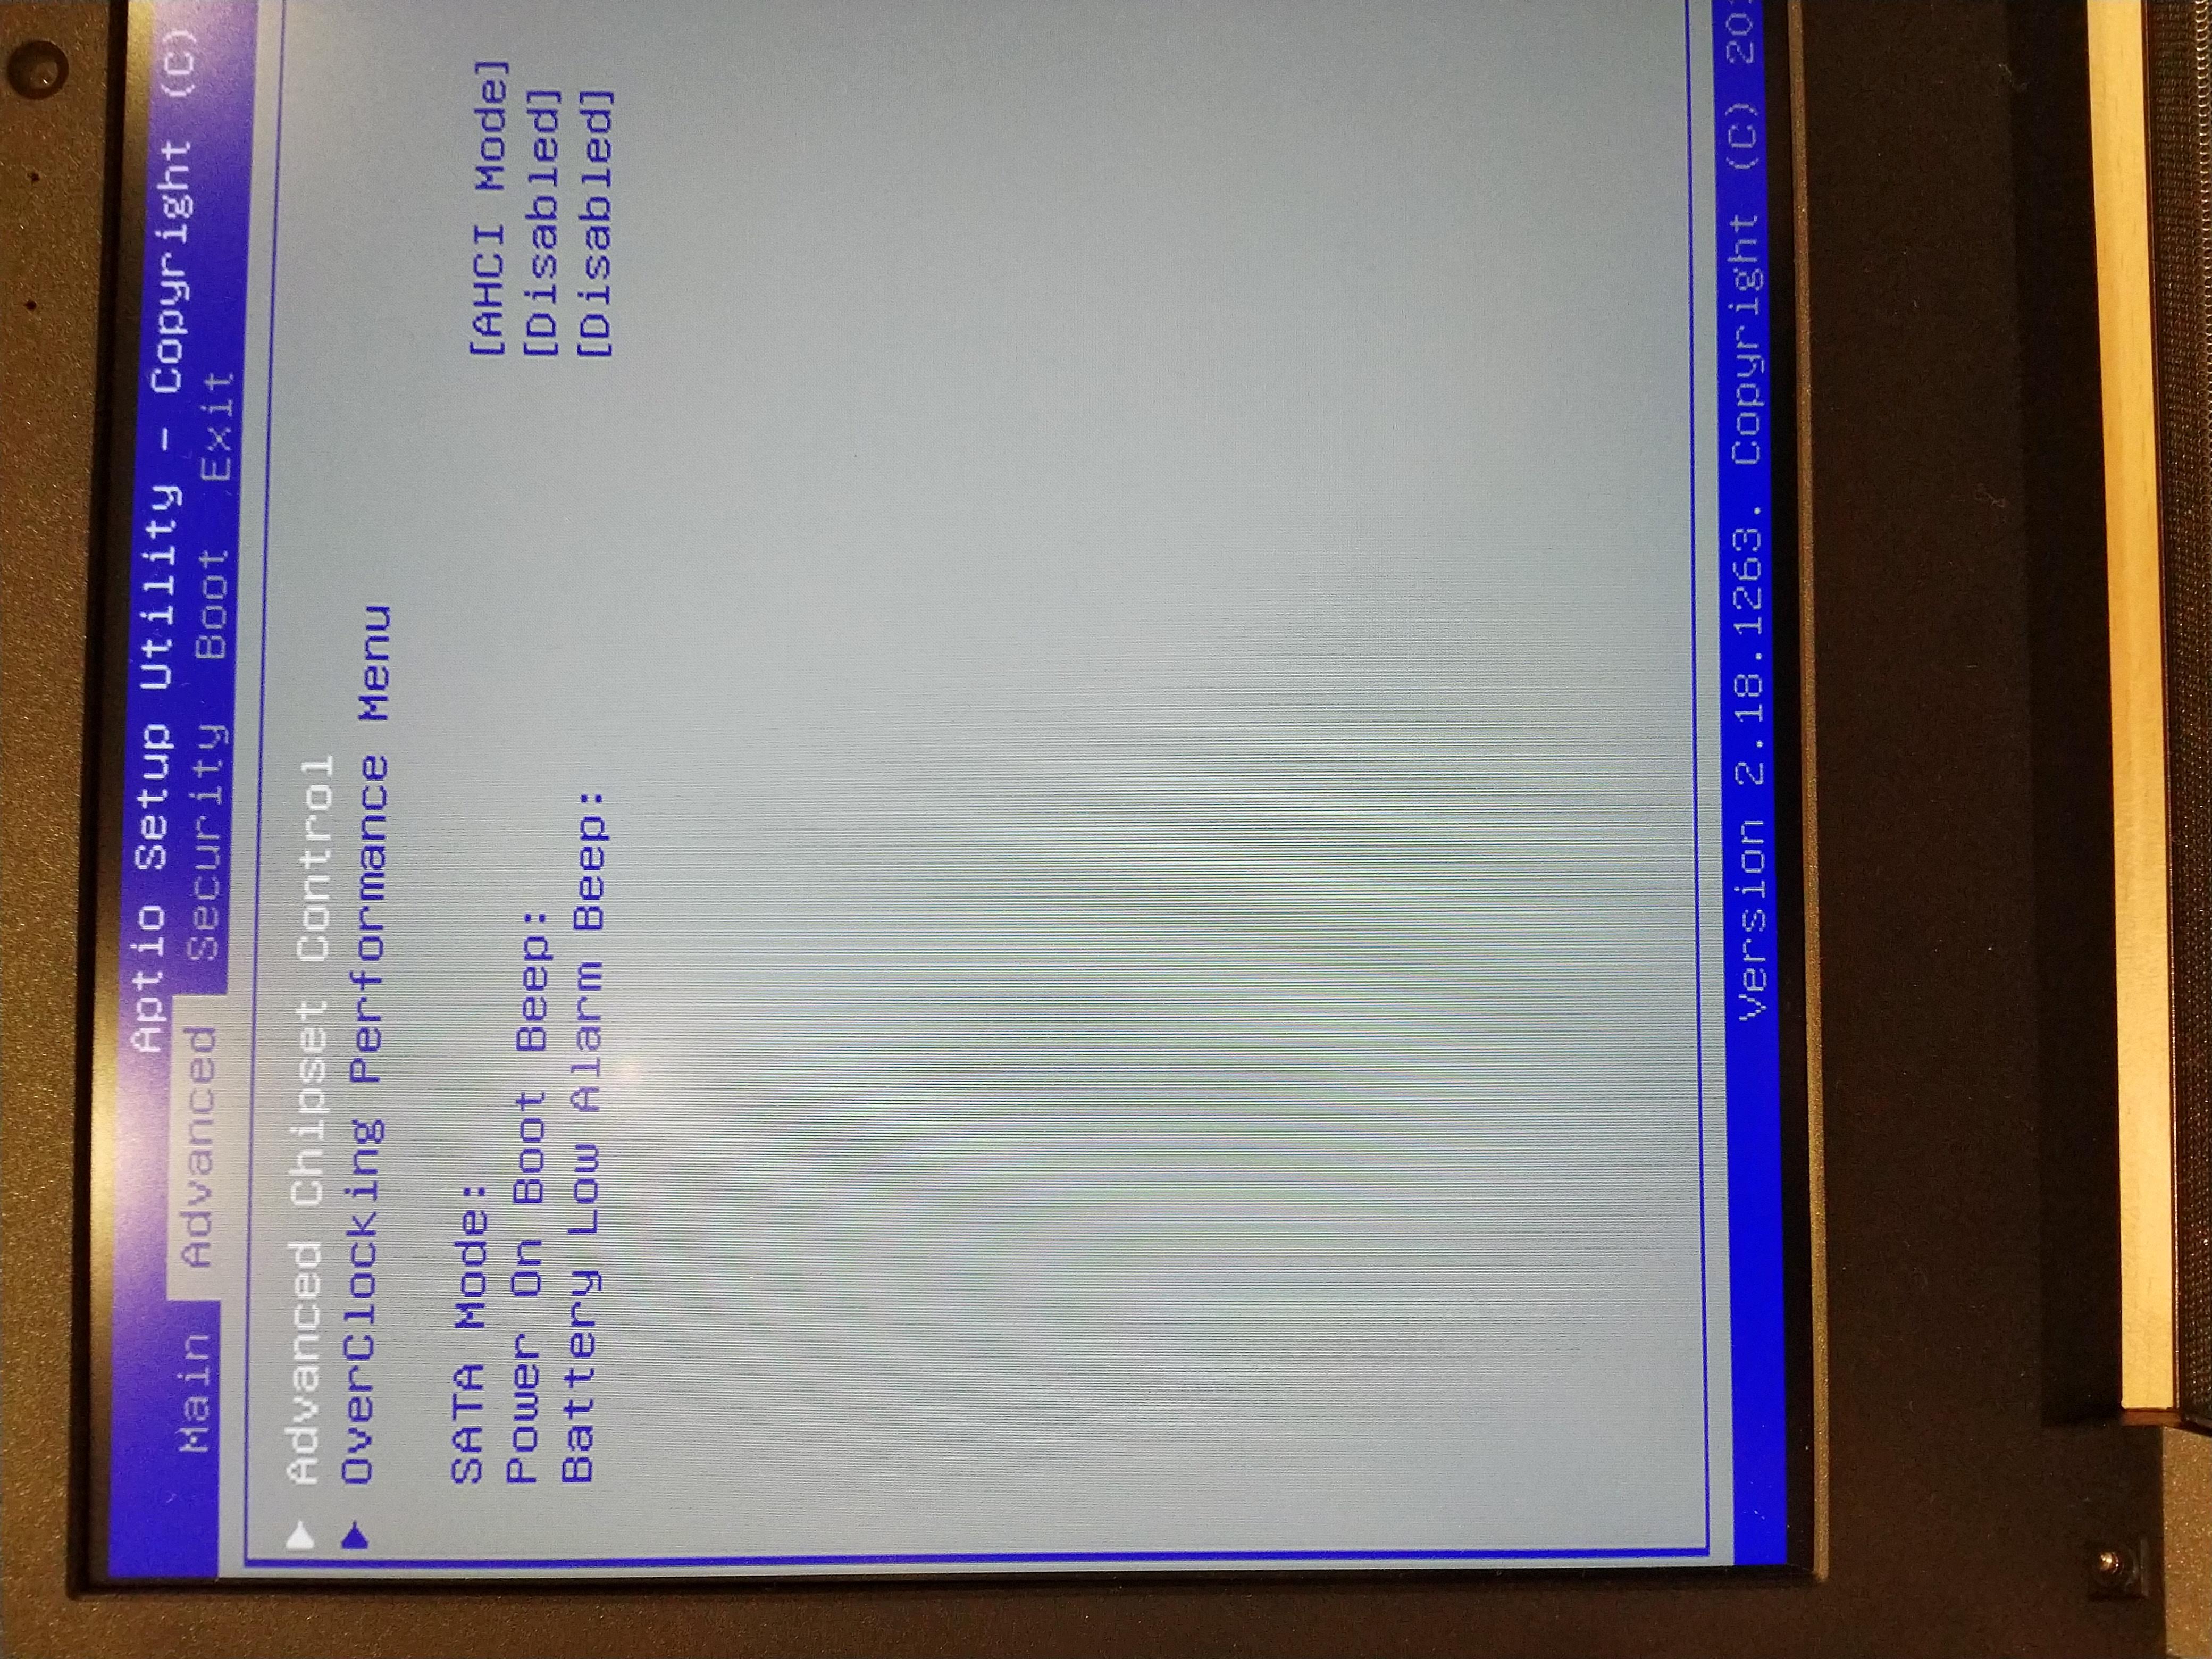 Aptio Setup Utility - Copyright (C)
Main Advanced Security Boot Exit
Advanced Chipset Control
OverClocking Performance Menu
SATA Mode: [AHCI Mode]
Power On Boot Beep: [Disabled]
Battery Low Alarm Beep: [Disabled]
Version 2.18.1263. Copyright (C)